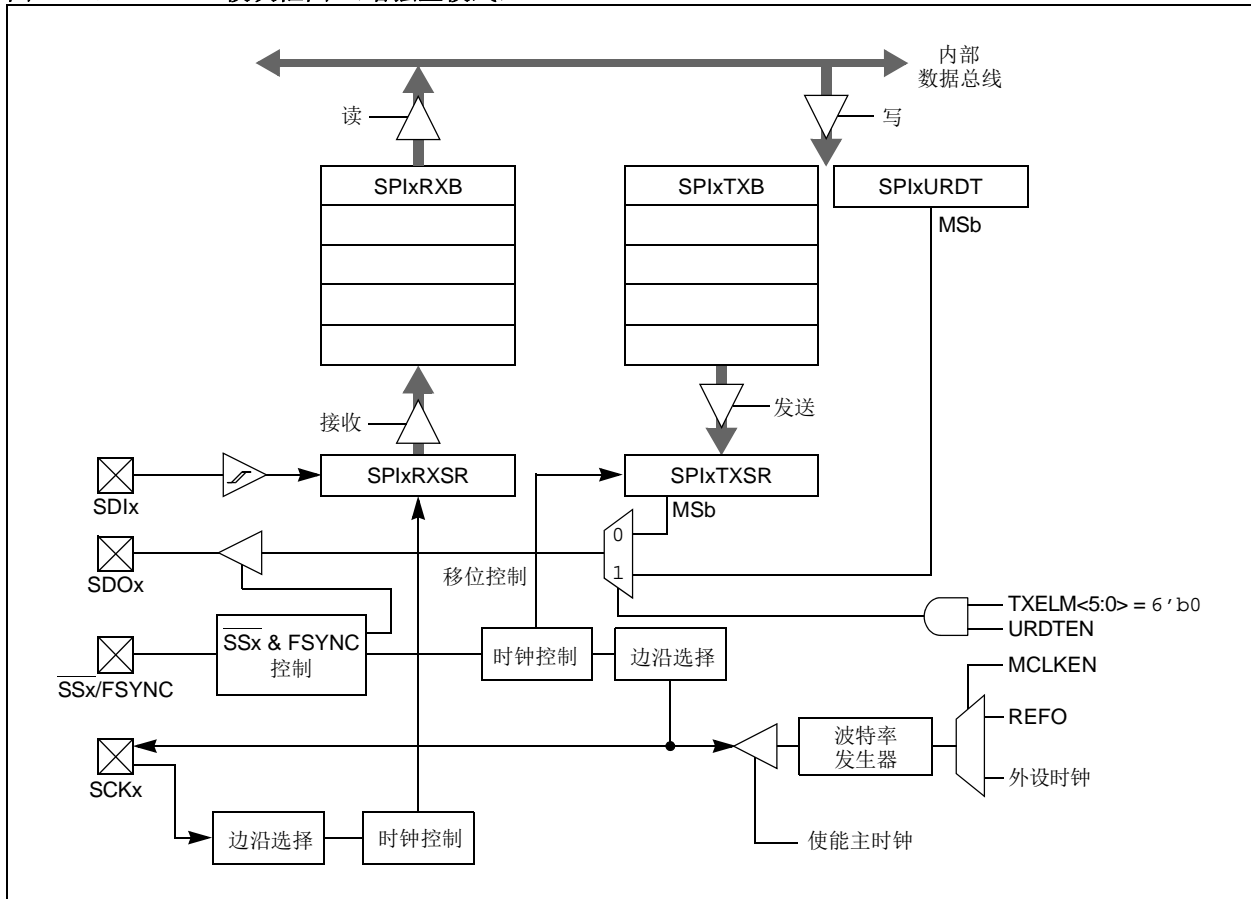 内部
数据总线
读
写
SPIxRXB
SPIxTXB
SPIxURDT
MSb
接收
发送
SPIxRXSR
SPIxTXSR
MSb
SDIx
0
1
SDOx
移位控制
TXELM<5:0> = 6'b0
URDTEN
SSx & FSYNC
控制
时钟控制
边沿选择
SSx/FSYNC
MCLKEN
REFO
波特率
发生器
外设时钟
SCKx
边沿选择
时钟控制
使能主时钟